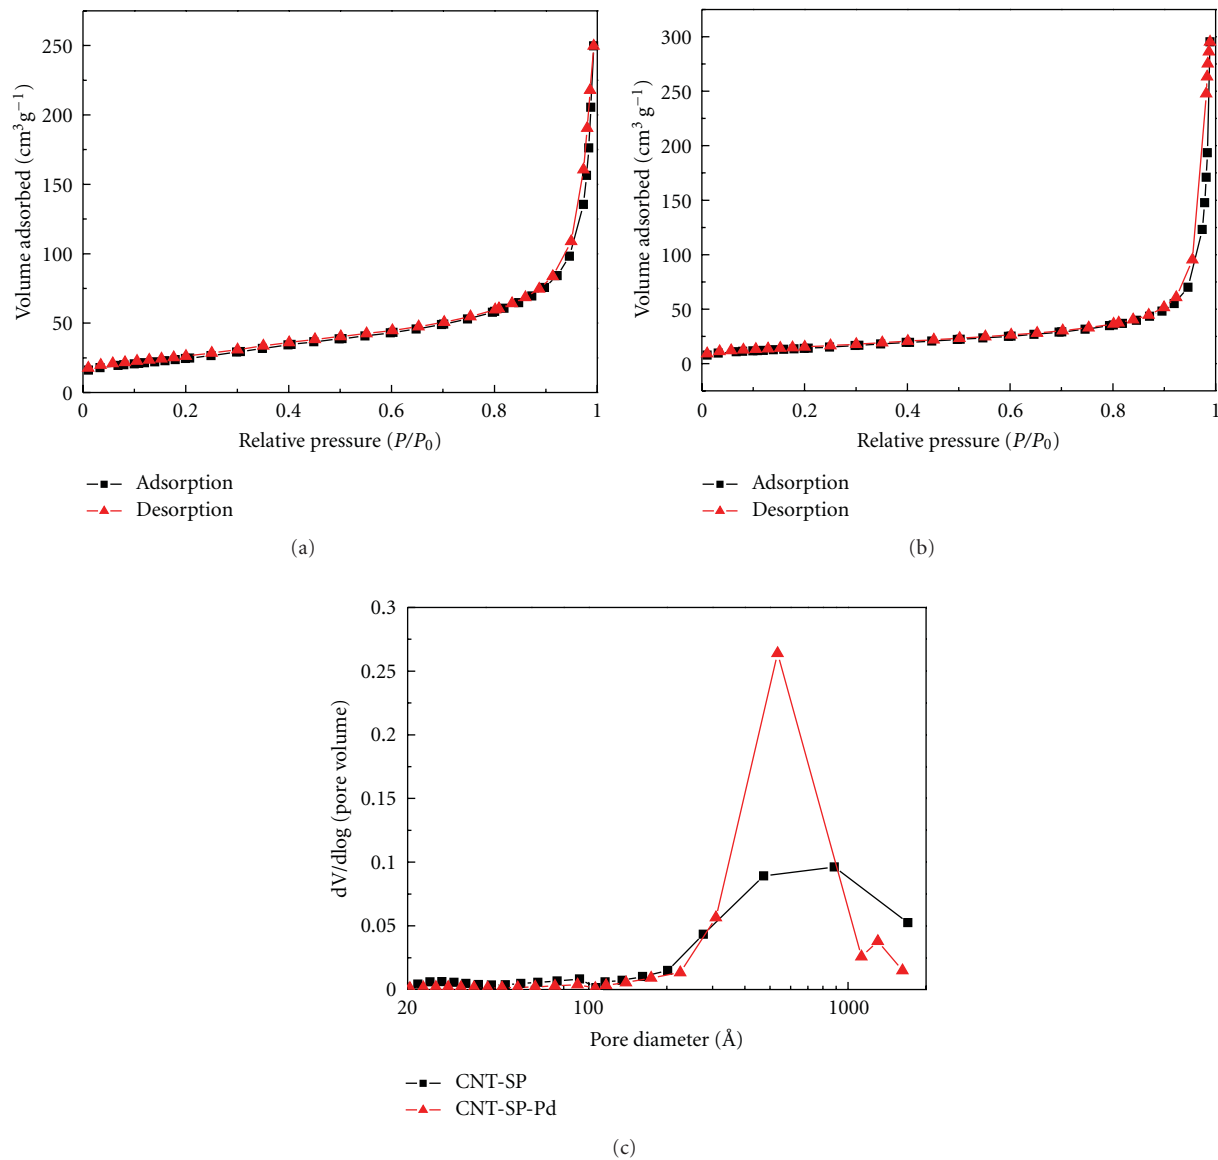 250
200
150
100
50
0
Volume adsorbed (cm³g⁻¹)
0 0.2 0.4 0.6 0.8 1
Relative pressure (P/P₀)
Adsorption
Desorption
(a)
300
250
200
150
100
50
0
Volume adsorbed (cm³g⁻¹)
0 0.2 0.4 0.6 0.8 1
Relative pressure (P/P₀)
Adsorption
Desorption
(b)
0.3
0.25
0.2
0.15
0.1
0.05
0
dV/dlog (pore volume)
20 100 1000
Pore diameter (Å)
CNT-SP
CNT-SP-Pd
(c)